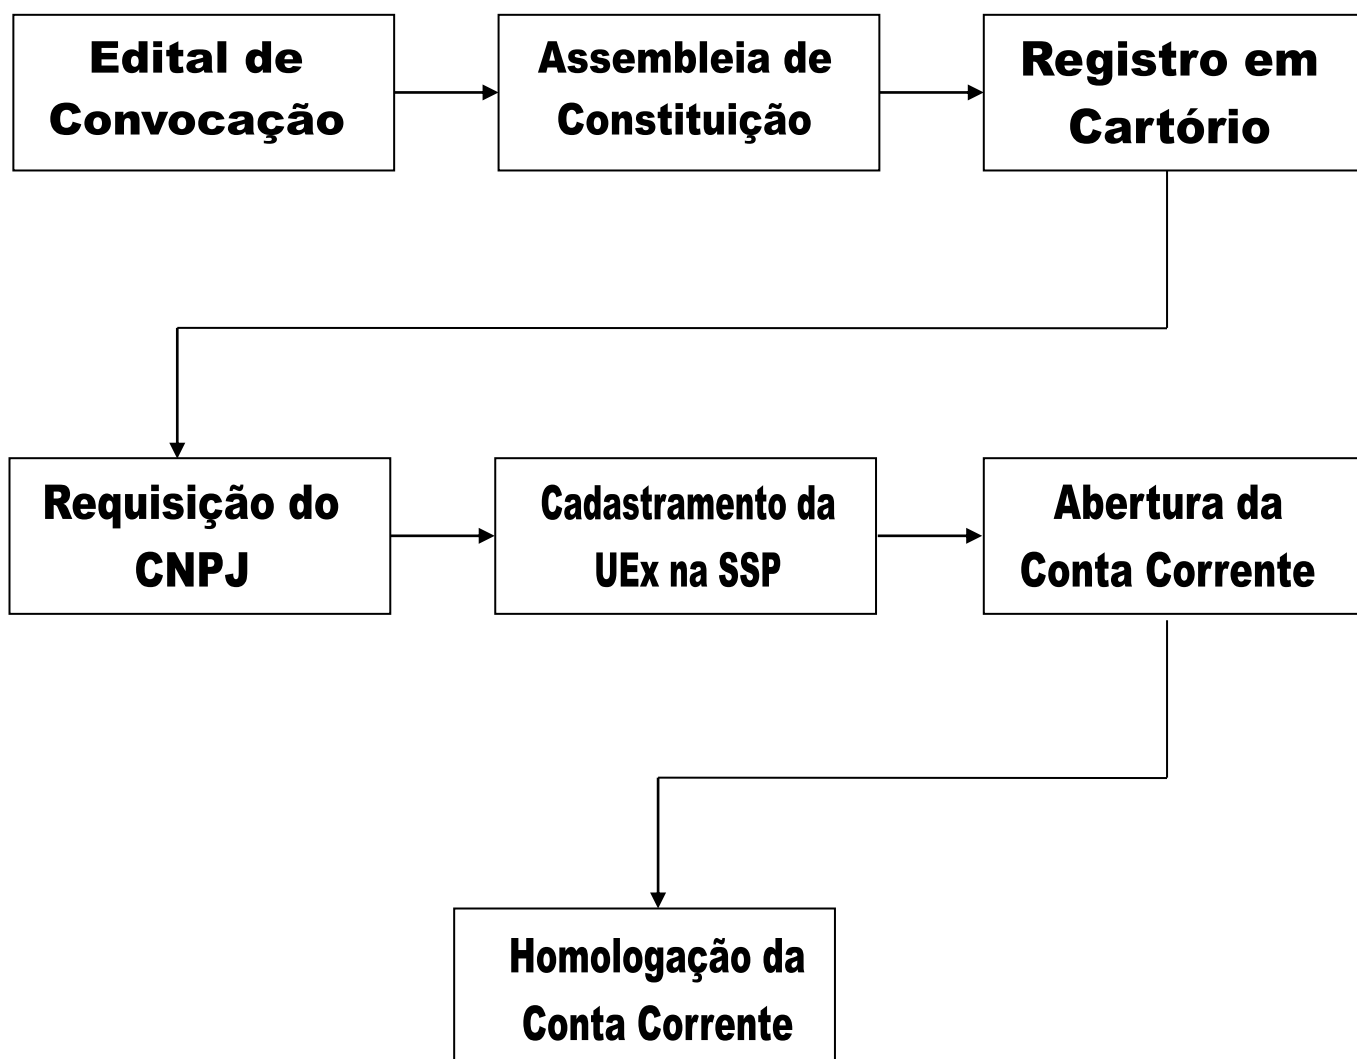 Edital de
Convocação
Assembleia de
Constituição
Registro em
Cartório
Requisição do
CNPJ
Cadastramento da
UEx na SSP
Abertura da
Conta Corrente
Homologação da
Conta Corrente